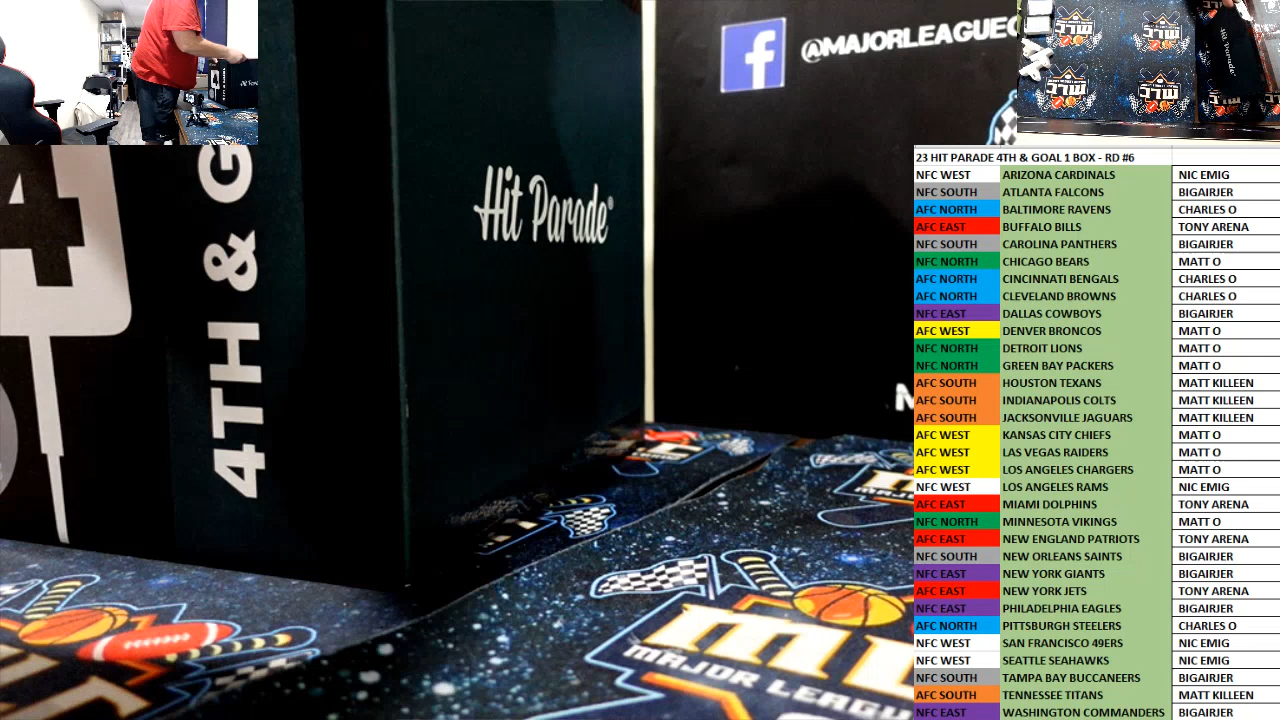 @MAJORLEAGUEC
Hit Parade®
4TH & G
MAJOR LEAGU
23 HIT PARADE 4TH & GOAL 1 BOX - RD #6
NFC WEST ARIZONA CARDINALS NIC EMIG
NFC SOUTH ATLANTA FALCONS BIGAIRJER
AFC NORTH BALTIMORE RAVENS CHARLES O
AFC EAST BUFFALO BILLS TONY ARENA
NFC SOUTH CAROLINA PANTHERS BIGAIRJER
NFC NORTH CHICAGO BEARS MATT O
AFC NORTH CINCINNATI BENGALS CHARLES O
AFC NORTH CLEVELAND BROWNS CHARLES O
NFC EAST DALLAS COWBOYS BIGAIRJER
AFC WEST DENVER BRONCOS MATT O
NFC NORTH DETROIT LIONS MATT O
NFC NORTH GREEN BAY PACKERS MATT O
AFC SOUTH HOUSTON TEXANS MATT KILLEEN
AFC SOUTH INDIANAPOLIS COLTS MATT KILLEEN
AFC SOUTH JACKSONVILLE JAGUARS MATT KILLEEN
AFC WEST KANSAS CITY CHIEFS MATT O
AFC WEST LAS VEGAS RAIDERS MATT O
AFC WEST LOS ANGELES CHARGERS MATT O
NFC WEST LOS ANGELES RAMS NIC EMIG
AFC EAST MIAMI DOLPHINS TONY ARENA
NFC NORTH MINNESOTA VIKINGS MATT O
AFC EAST NEW ENGLAND PATRIOTS TONY ARENA
NFC SOUTH NEW ORLEANS SAINTS BIGAIRJER
NFC EAST NEW YORK GIANTS BIGAIRJER
AFC EAST NEW YORK JETS TONY ARENA
NFC EAST PHILADELPHIA EAGLES BIGAIRJER
AFC NORTH PITTSBURGH STEELERS CHARLES O
NFC WEST SAN FRANCISCO 49ERS NIC EMIG
NFC WEST SEATTLE SEAHAWKS NIC EMIG
NFC SOUTH TAMPA BAY BUCCANEERS BIGAIRJER
AFC SOUTH TENNESSEE TITANS MATT KILLEEN
NFC EAST WASHINGTON COMMANDERS BIGAIRJER